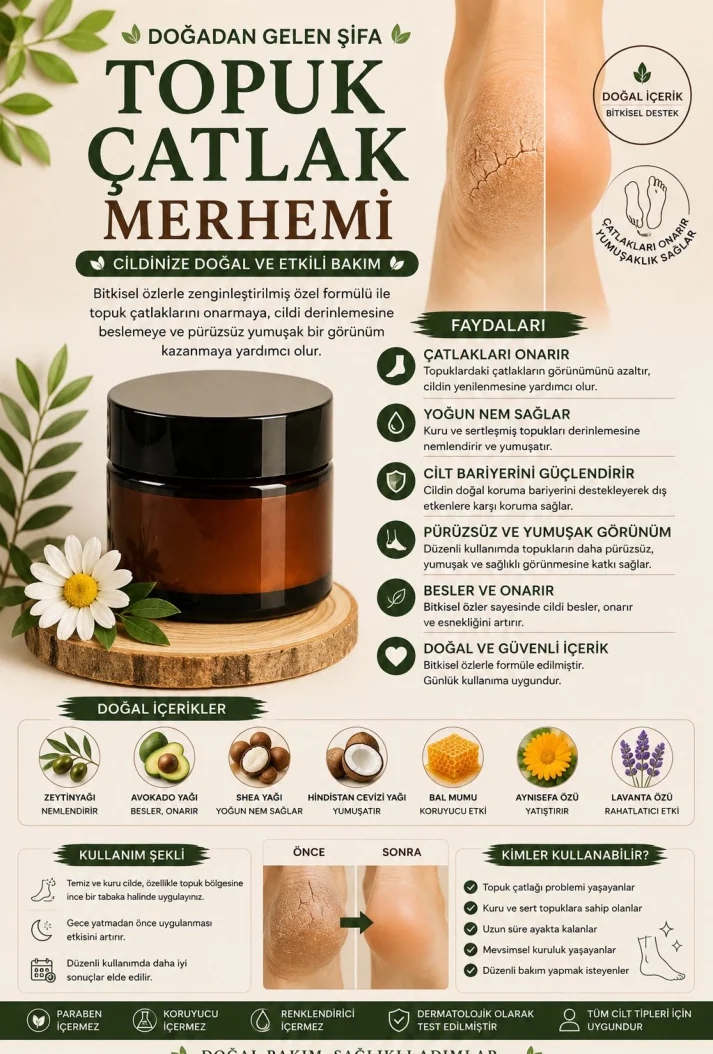 DOĞADAN GELEN ŞİFA
TOPUK
ÇATLAK
MERHEMİ
CİLDİNİZE DOĞAL VE ETKİLİ BAKIM
Bitkisel özlerle zenginleştirilmiş özel formülü ile
topuk çatlaklarını onarmaya, cildi derinlemesine
beslemeye ve pürüzsüz yumuşak bir görünüm
kazanmaya yardımcı olur.
DOĞAL İÇERİK
BİTKİSEL DESTEK
ÇATLAKLARI ONARIR
YUMUŞAKLIK SAĞLAR
FAYDALARI
ÇATLAKLARI ONARIR
Topuklardaki çatlakların görünümünü azaltır,
cildin yenilenmesine yardımcı olur.
YOĞUN NEM SAĞLAR
Kuru ve sertleşmiş topukları derinlemesine
nemlendirir ve yumuşatır.
CİLT BARİYERİNİ GÜÇLENDİRİR
Cildin doğal koruma bariyerini destekleyerek dış
etkenlere karşı koruma sağlar.
PÜRÜZSÜZ VE YUMUŞAK GÖRÜNÜM
Düzenli kullanımda topukların daha pürüzsüz,
yumuşak ve sağlıklı görünmesine katkı sağlar.
BESLER VE ONARIR
Bitkisel özler sayesinde cildi besler, onarır
ve esnekliğini artırır.
DOĞAL VE GÜVENLİ İÇERİK
Bitkisel özlerle formüle edilmiştir.
Günlük kullanıma uygundur.
DOĞAL İÇERİKLER
ZEYTİNYAĞI
NEMLENDİRİR
AVOKADO YAĞI
BESLER, ONARIR
SHEA YAĞI
YOĞUN NEM SAĞLAR
HİNDİSTAN CEVİZİ YAĞI
YUMUŞATIR
BAL MUMU
KORUYUCU ETKİ
AYNISEFA ÖZÜ
YATIŞTIRIR
LAVANTA ÖZÜ
RAHATLATICI ETKİ
KULLANIM ŞEKLİ
Temiz ve kuru cilde, özellikle topuk bölgesine
ince bir tabaka halinde uygulayınız.
Gece yatmadan önce uygulanması
etkisini artırır.
Düzenli kullanımda daha iyi
sonuçlar elde edilir.
ÖNCE
SONRA
KİMLER KULLANABİLİR?
Topuk çatlağı problemi yaşayanlar
Kuru ve sert topuklara sahip olanlar
Uzun süre ayakta kalanlar
Mevsimsel kuruluk yaşayanlar
Düzenli bakım yapmak isteyenler
PARABEN
İÇERMEZ
KORUYUCU
İÇERMEZ
RENKLENDİRİCİ
İÇERMEZ
DERMATOLOJİK OLARAK
TEST EDİLMİŞTİR
TÜM CİLT TİPLERİ İÇİN
UYGUNDUR
DOĞAL BAKIM, SAĞLIKLI ADIMLAR